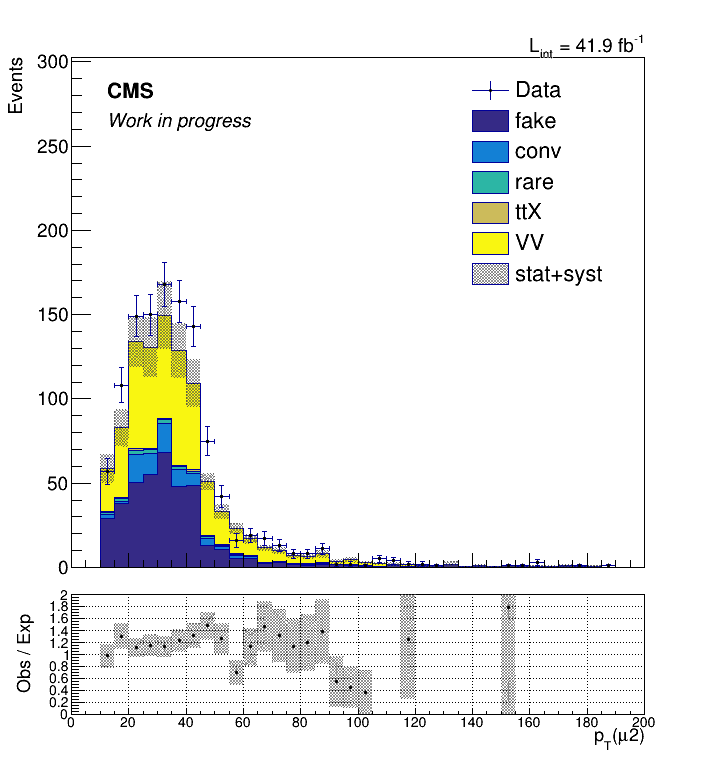 L_int = 41.9 fb^-1
Events
300
250
200
150
100
50
0
CMS
Work in progress
Data
fake
conv
rare
ttX
VV
stat+syst
Obs / Exp
2
1.8
1.6
1.4
1.2
1
0.8
0.6
0.4
0.2
0
0 20 40 60 80 100 120 140 160 180 200
p_T(μ2)